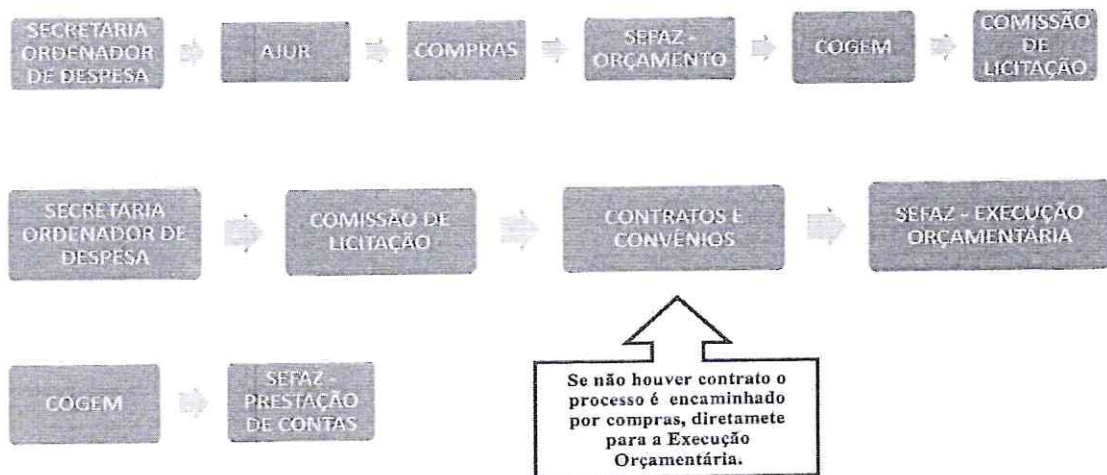 SECRETARIA
ORDENADOR
DE DESPESA
AJUR
COMPRAS
SEFAZ -
ORÇAMENTO
COGEM
COMISSÃO
DE
LICITAÇÃO
SECRETARIA
ORDENADOR DE
DESPESA
COMISSÃO DE
LICITAÇÃO
CONTRATOS E
CONVÊNIOS
SEFAZ - EXECUÇÃO
ORÇAMENTÁRIA
COGEM
SEFAZ -
PRESTAÇÃO
DE CONTAS
Se não houver contrato o
processo é encaminhado
por compras, diretamete
para a Execução
Orçamentária.